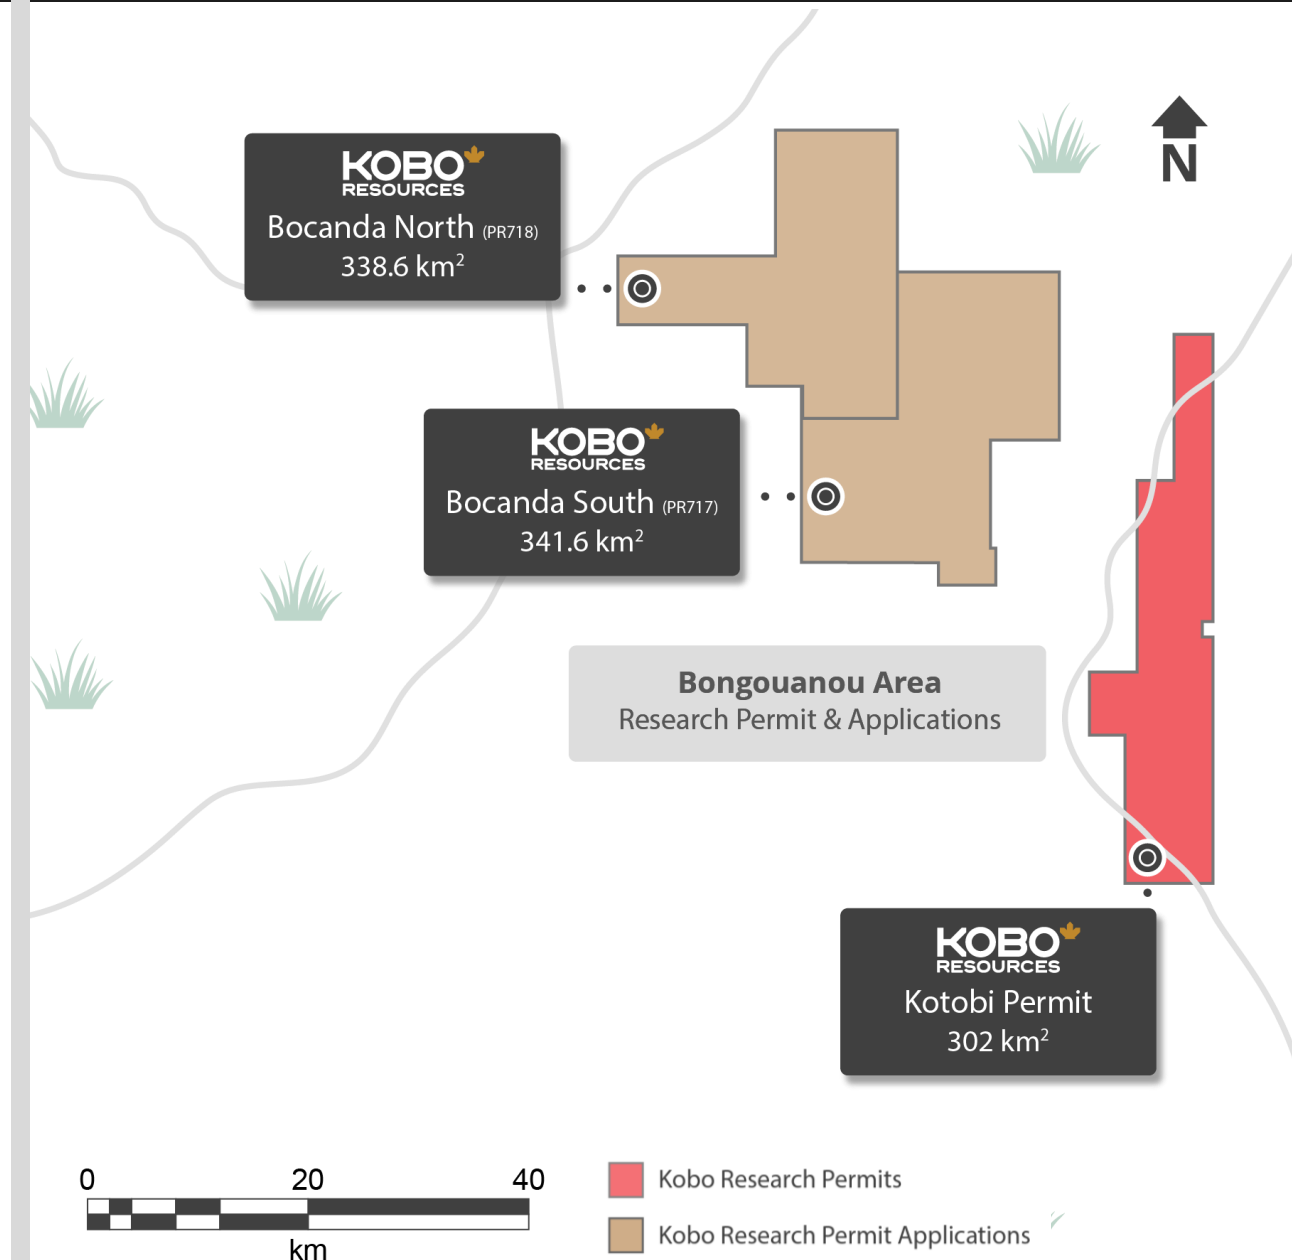 N
KOBO
RESOURCES
Bocanda North (PR718)
338.6 km²
KOBO
RESOURCES
Bocanda South (PR717)
341.6 km²
Bongouanou Area
Research Permit & Applications
KOBO
RESOURCES
Kotobi Permit
302 km²
0 20 40
km
Kobo Research Permits
Kobo Research Permit Applications